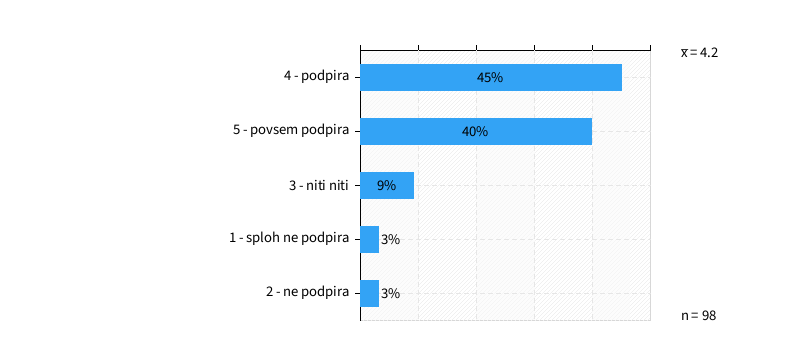 x̅ = 4.2
4 - podpira 45%
5 - povsem podpira 40%
3 - niti niti 9%
1 - sploh ne podpira 3%
2 - ne podpira 3%
n = 98